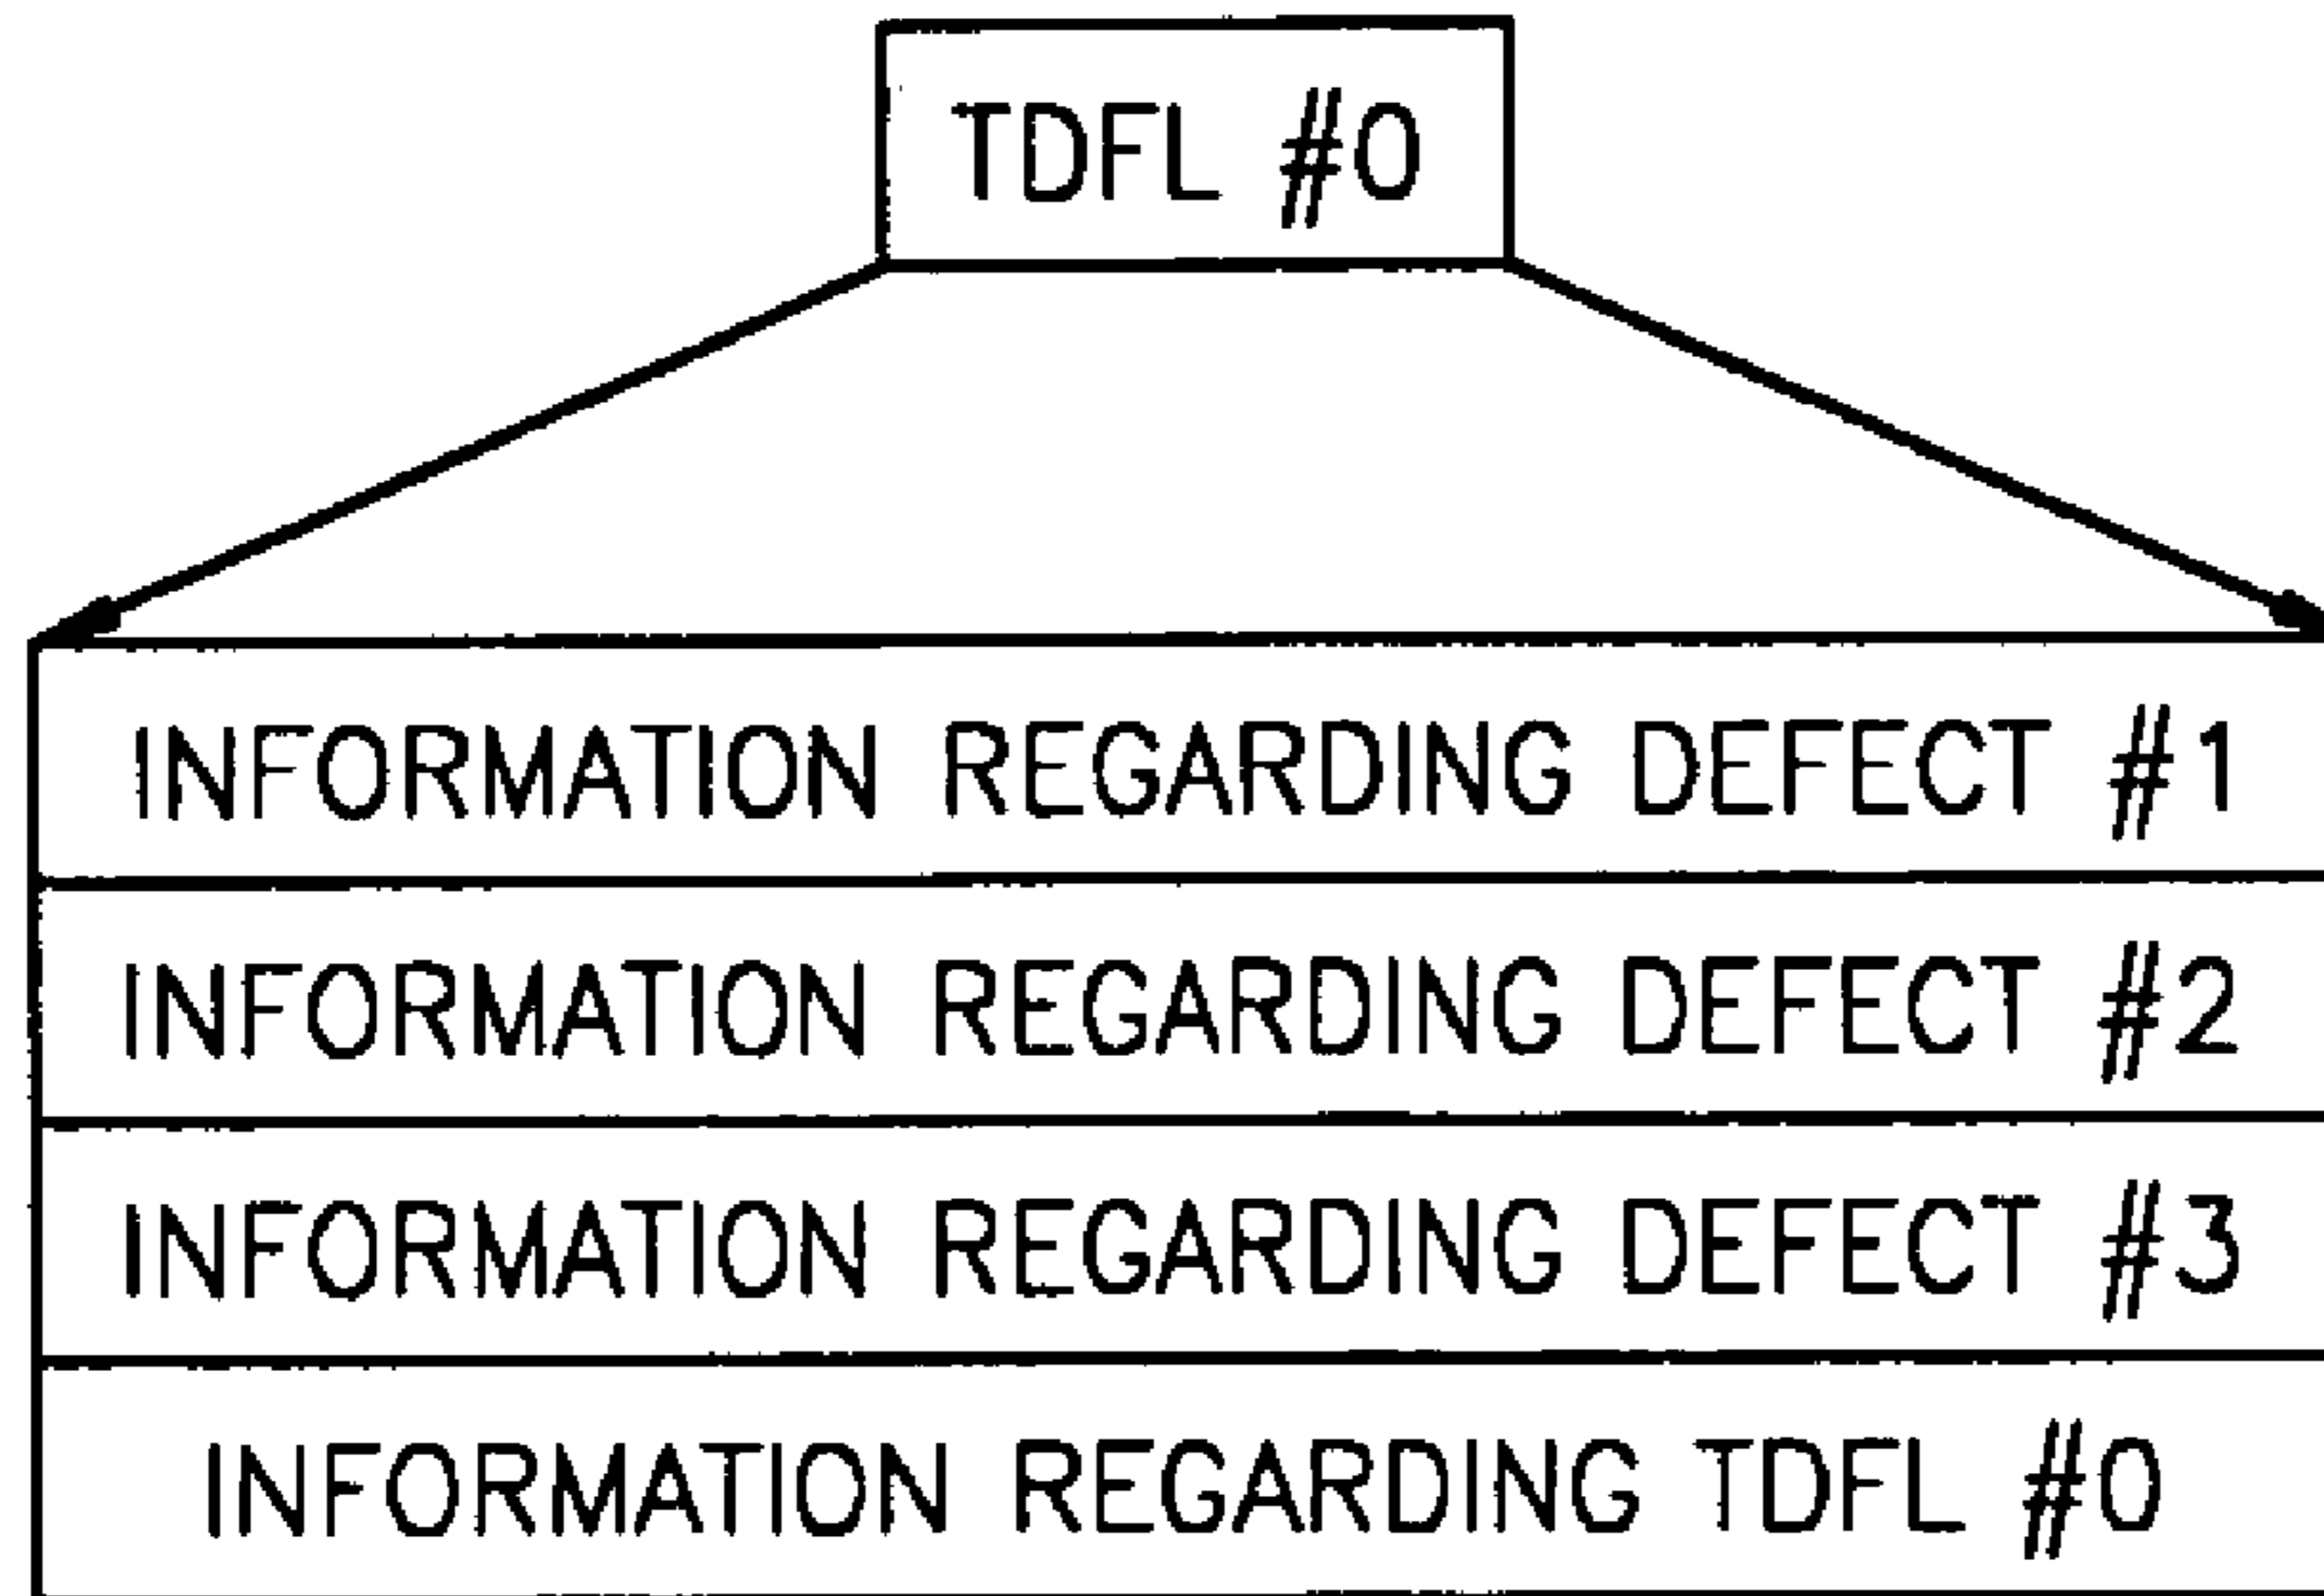 TDFL #0
INFORMATION REGARDING DEFECT #1
INFORMATION REGARDING DEFECT #2
INFORMATION REGARDING DEFECT #3
INFORMATION REGARDING TDFL #0